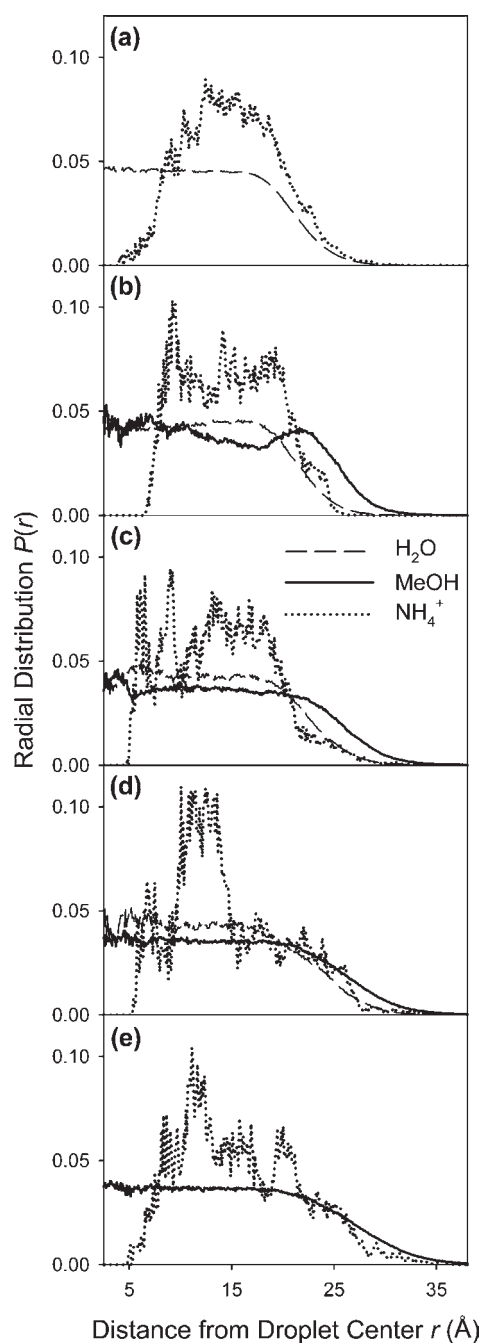 (a)
0.10
0.05
0.00
(b)
0.10
0.05
0.00
(c)
0.10
H₂O
MeOH
NH₄⁺
0.05
0.00
(d)
0.10
0.05
0.00
(e)
0.10
0.05
0.00
5 15 25 35
Radial Distribution P(r)
Distance from Droplet Center r (Å)